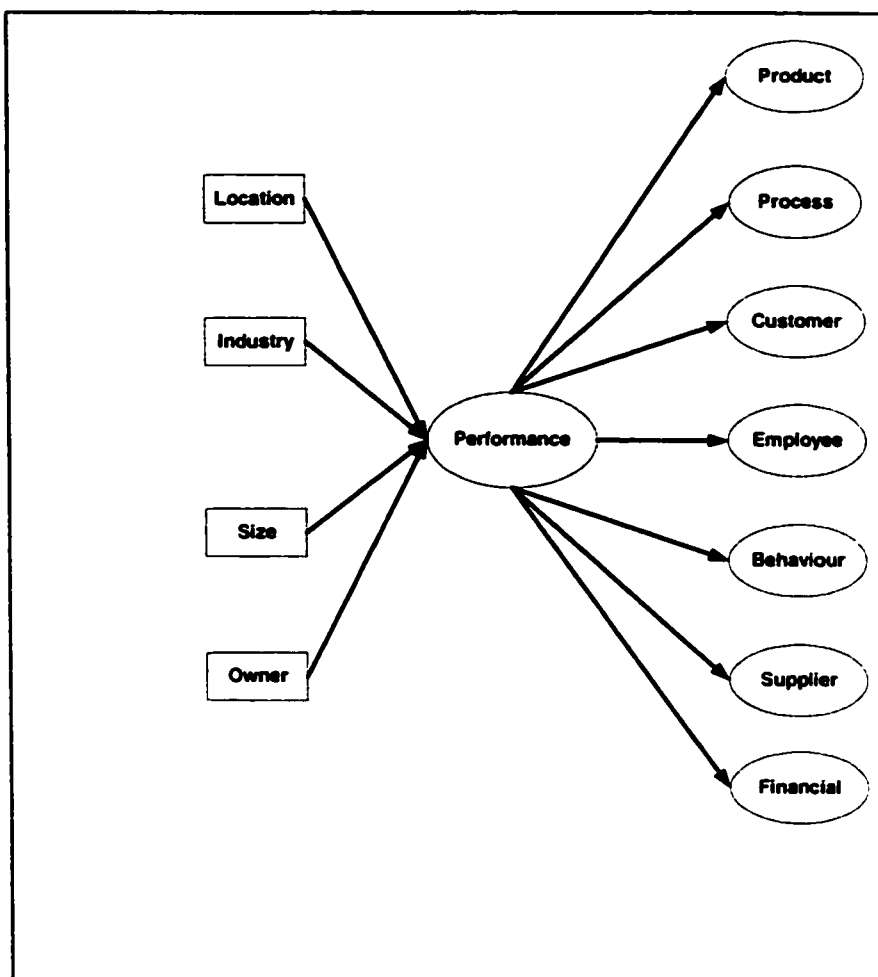 Location
Industry
Size
Owner
Performance
Product
Process
Customer
Employee
Behaviour
Supplier
Financial